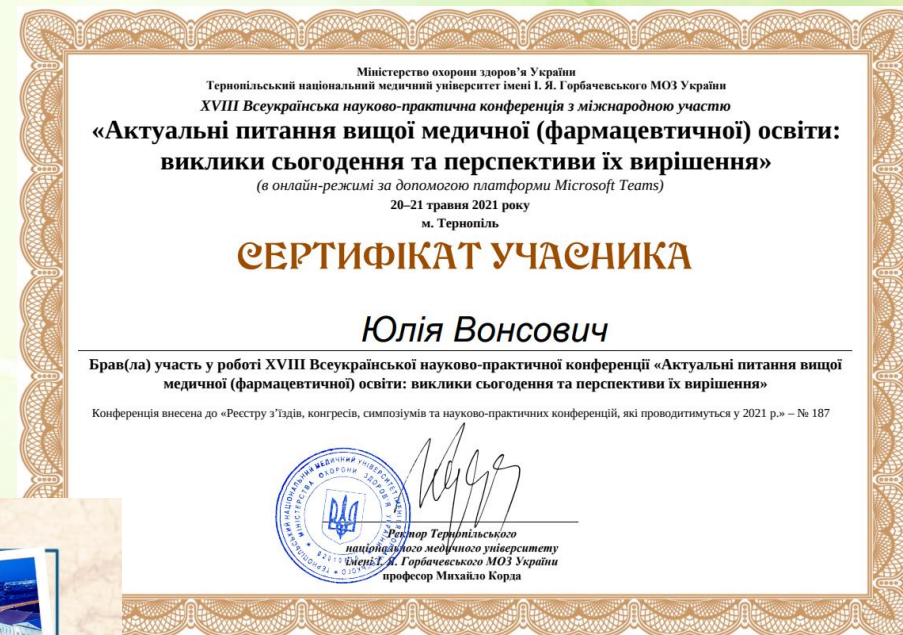 Міністерство охорони здоров’я України
Тернопільський національний медичний університет імені І. Я. Горбачевського МОЗ України
XVIII Всеукраїнська науково-практична конференція з міжнародною участю
«Актуальні питання вищої медичної (фармацевтичної) освіти:
виклики сьогодення та перспективи їх вирішення»
(в онлайн-режимі за допомогою платформи Microsoft Teams)
20–21 травня 2021 року
м. Тернопіль
СЕРТИФІКАТ УЧАСНИКА
Юлія Вонсович
Брав(ла) участь у роботі XVIII Всеукраїнської науково-практичної конференції «Актуальні питання вищої
медичної (фармацевтичної) освіти: виклики сьогодення та перспективи їх вирішення»
Конференція внесена до «Реєстру з’їздів, конгресів, симпозіумів та науково-практичних конференцій, які проводитимуться у 2021 р.» – № 187
Ректор Тернопільського
національного медичного університету
імені І. Я. Горбачевського МОЗ України
професор Михайло Корда